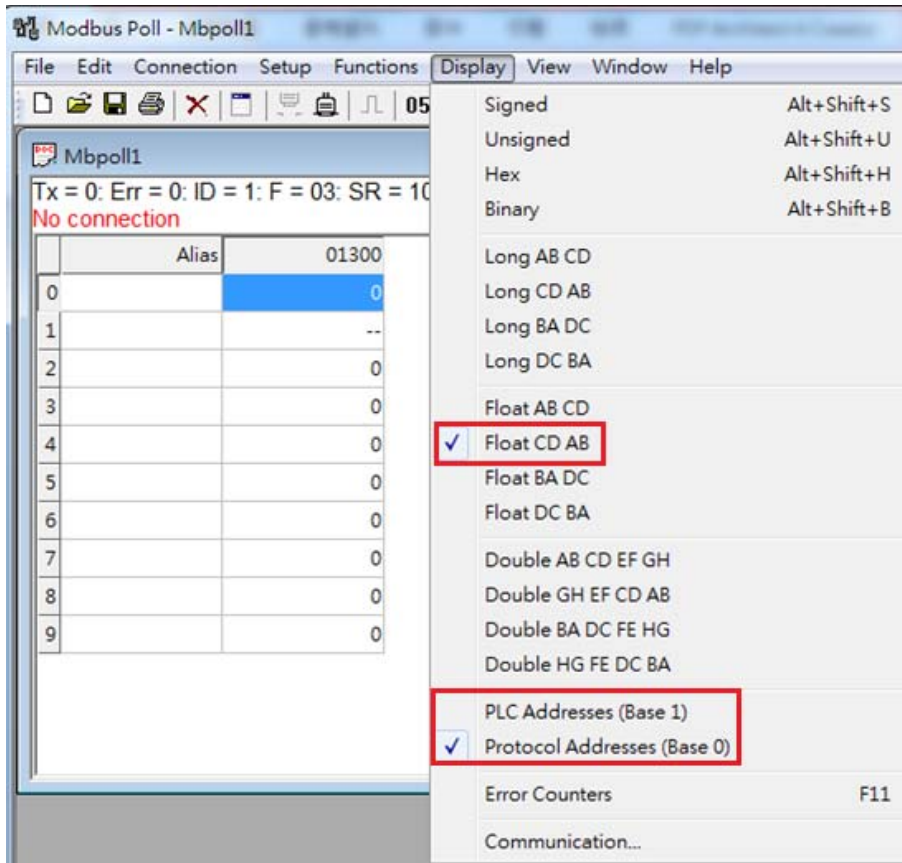 Modbus Poll - Mbpoll1
File Edit Connection Setup Functions Display View Window Help
05
Mbpoll1
Tx = 0: Err = 0: ID = 1: F = 03: SR = 10
No connection
Alias 01300
0 0
1 --
2 0
3 0
4 0
5 0
6 0
7 0
8 0
9 0
Signed Alt+Shift+S
Unsigned Alt+Shift+U
Hex Alt+Shift+H
Binary Alt+Shift+B
Long AB CD
Long CD AB
Long BA DC
Long DC BA
Float AB CD
Float CD AB
Float BA DC
Float DC BA
Double AB CD EF GH
Double GH EF CD AB
Double BA DC FE HG
Double HG FE DC BA
PLC Addresses (Base 1)
Protocol Addresses (Base 0)
Error Counters F11
Communication...